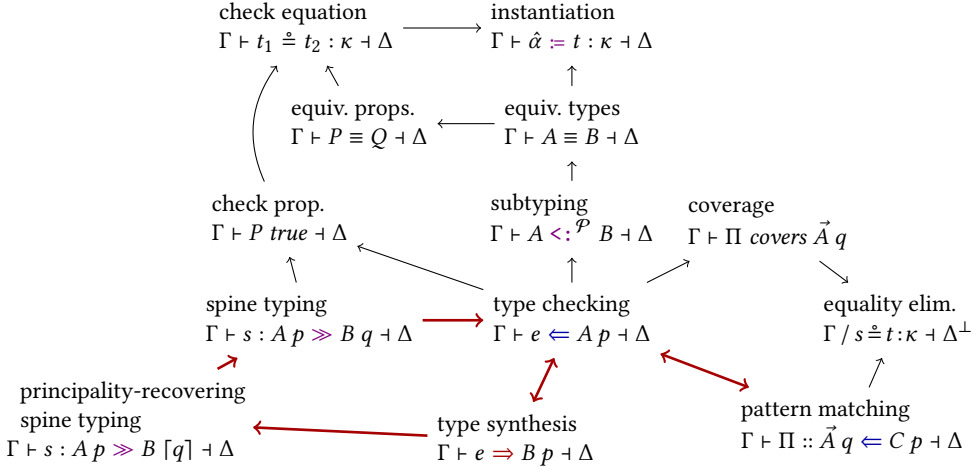 check equation
Γ ⊢ t₁ ≗ t₂ : κ ⊣ Δ
instantiation
Γ ⊢ α̂ := t : κ ⊣ Δ
equiv. props.
Γ ⊢ P ≡ Q ⊣ Δ
equiv. types
Γ ⊢ A ≡ B ⊣ Δ
check prop.
Γ ⊢ P true ⊣ Δ
subtyping
Γ ⊢ A <:ᴾ B ⊣ Δ
coverage
Γ ⊢ Π covers A⃗ q
spine typing
Γ ⊢ s : A p ≫ B q ⊣ Δ
type checking
Γ ⊢ e ⇐ A p ⊣ Δ
equality elim.
Γ / s ≗ t : κ ⊣ Δ⊥
principality-recovering
spine typing
Γ ⊢ s : A p ≫ B ⌈q⌉ ⊣ Δ
type synthesis
Γ ⊢ e ⇒ B p ⊣ Δ
pattern matching
Γ ⊢ Π :: A⃗ q ⇐ C p ⊣ Δ